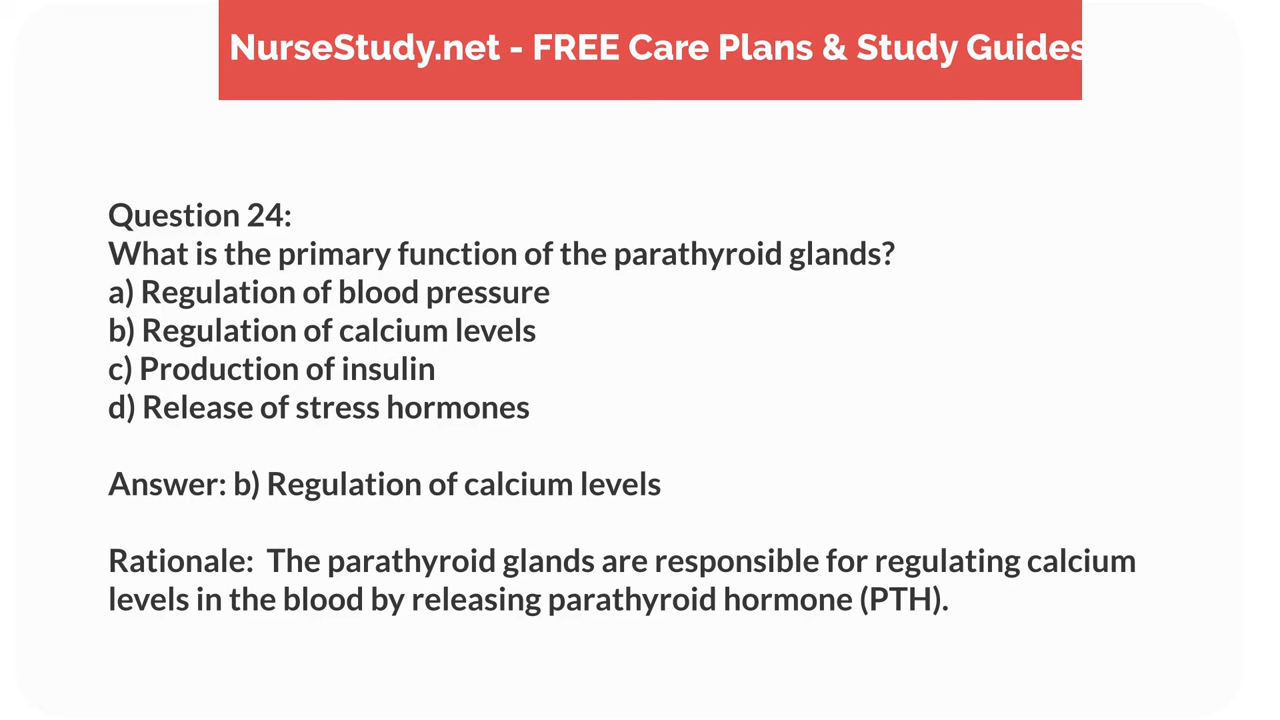 NurseStudy.net - FREE Care Plans & Study Guides
Question 24:
What is the primary function of the parathyroid glands?
a) Regulation of blood pressure
b) Regulation of calcium levels
c) Production of insulin
d) Release of stress hormones
Answer: b) Regulation of calcium levels
Rationale:  The parathyroid glands are responsible for regulating calcium
levels in the blood by releasing parathyroid hormone (PTH).